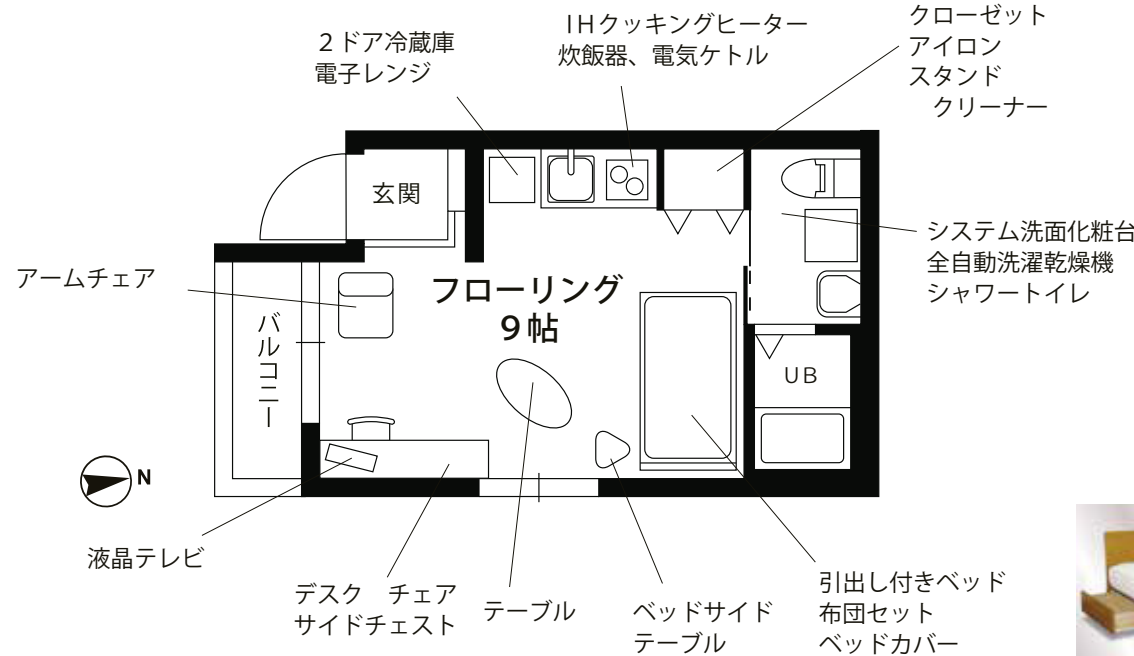 クローゼット
アイロン
スタンド
クリーナー
IHクッキングヒーター
炊飯器、電気ケトル
2ドア冷蔵庫
電子レンジ
玄関
システム洗面化粧台
全自動洗濯乾燥機
シャワートイレ
アームチェア
フローリング
9帖
バルコニー
UB
N
液晶テレビ
デスク　チェア
サイドチェスト
テーブル
ベッドサイド
テーブル
引出し付きベッド
布団セット
ベッドカバー